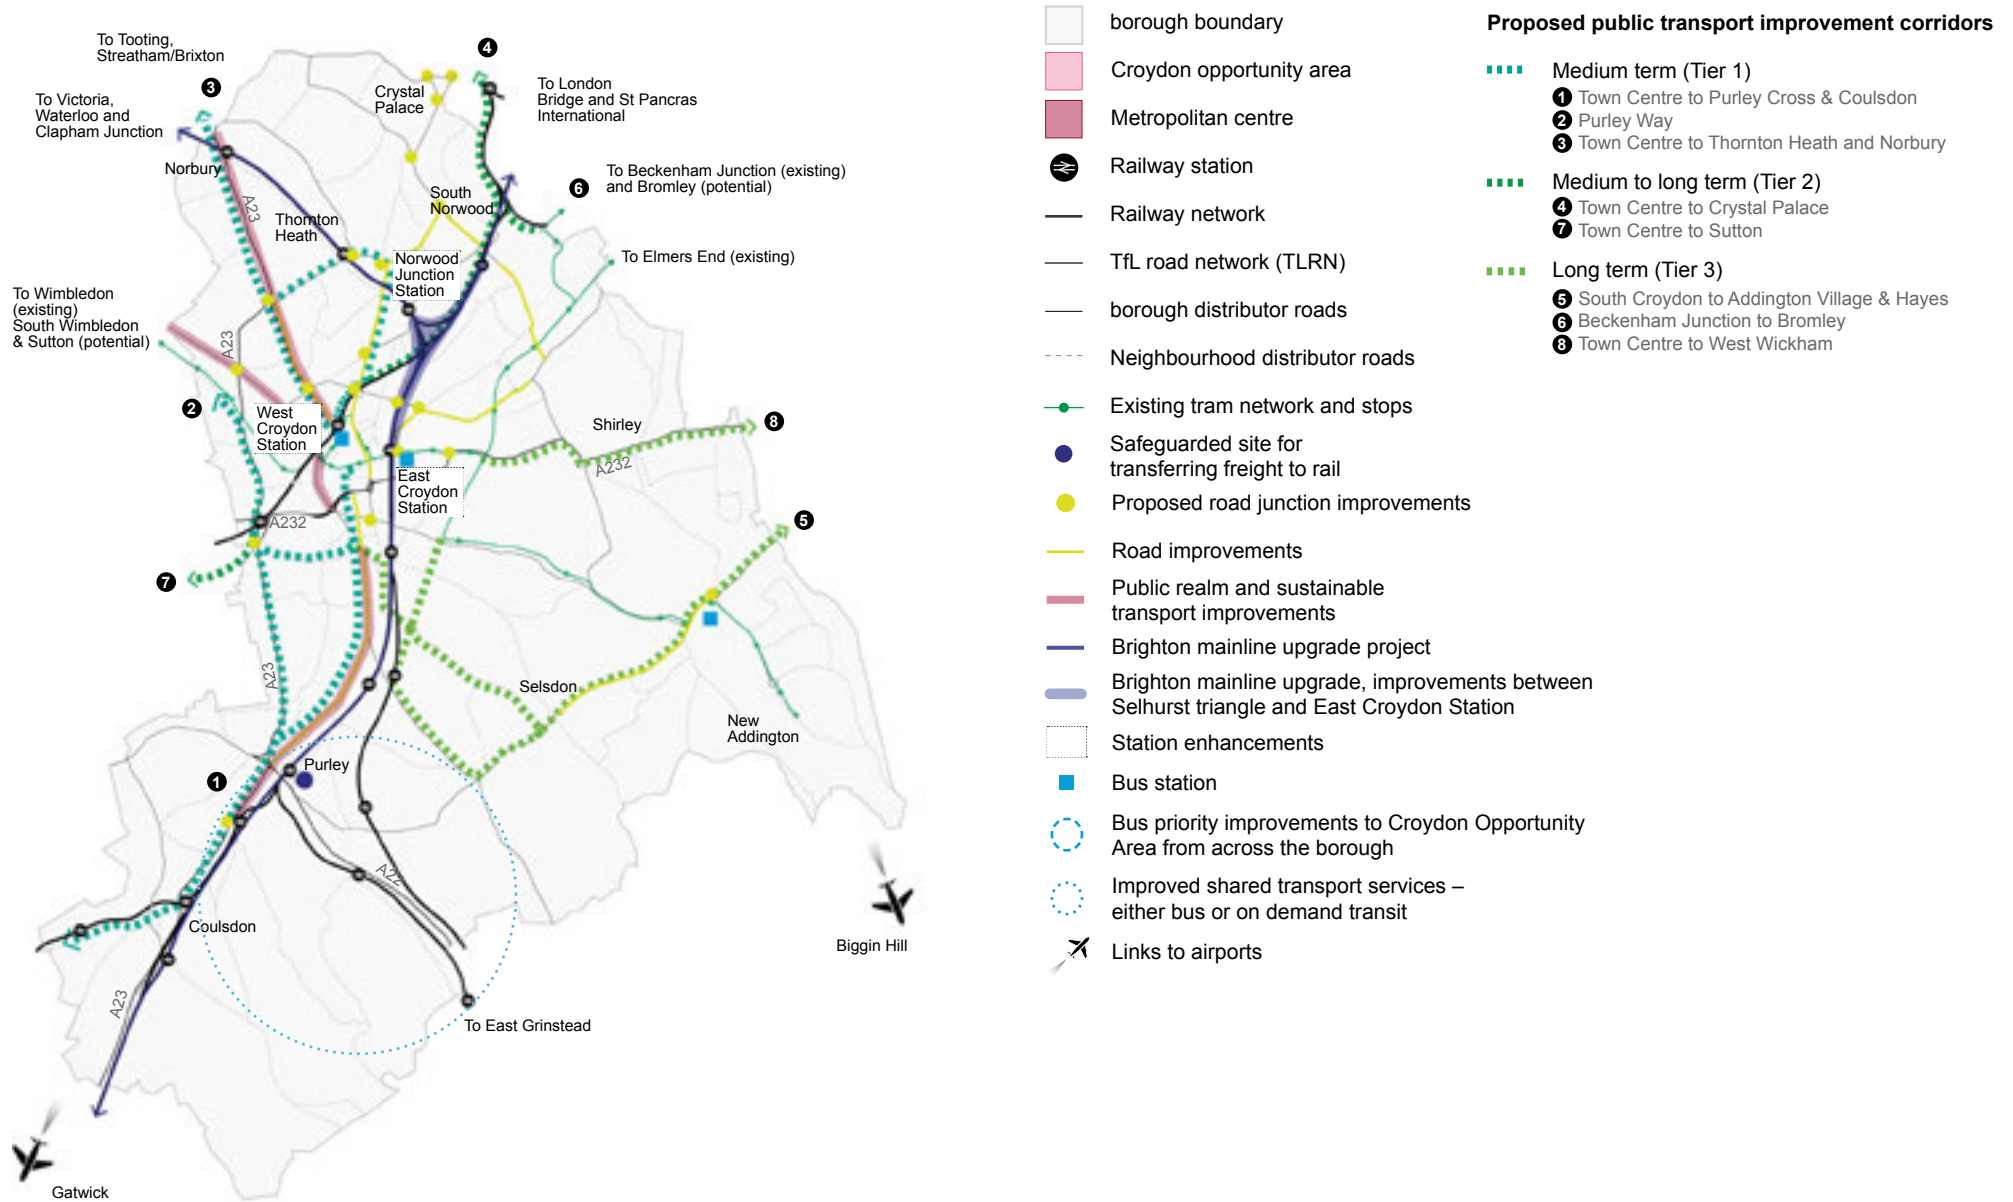 To Tooting,
Streatham/Brixton
3
To Victoria,
Waterloo and
Clapham Junction
Norbury
A23
Thornton
Heath
Crystal
Palace
4
To London
Bridge and St Pancras
International
South
Norwood
6
To Beckenham Junction (existing)
and Bromley (potential)
Norwood
Junction
Station
To Elmers End (existing)
To Wimbledon
(existing)
South Wimbledon
& Sutton (potential)
A23
2
West
Croydon
Station
Shirley
8
A232
East
Croydon
Station
A232
5
7
A23
Selsdon
New
Addington
1
Purley
A22
Coulsdon
Biggin Hill
A23
To East Grinstead
Gatwick
borough boundary
Croydon opportunity area
Metropolitan centre
Railway station
Railway network
TfL road network (TLRN)
borough distributor roads
Neighbourhood distributor roads
Existing tram network and stops
Safeguarded site for
transferring freight to rail
Proposed road junction improvements
Road improvements
Public realm and sustainable
transport improvements
Brighton mainline upgrade project
Brighton mainline upgrade, improvements between
Selhurst triangle and East Croydon Station
Station enhancements
Bus station
Bus priority improvements to Croydon Opportunity
Area from across the borough
Improved shared transport services –
either bus or on demand transit
Links to airports
Proposed public transport improvement corridors
Medium term (Tier 1)
1 Town Centre to Purley Cross & Coulsdon
2 Purley Way
3 Town Centre to Thornton Heath and Norbury
Medium to long term (Tier 2)
4 Town Centre to Crystal Palace
7 Town Centre to Sutton
Long term (Tier 3)
5 South Croydon to Addington Village & Hayes
6 Beckenham Junction to Bromley
8 Town Centre to West Wickham